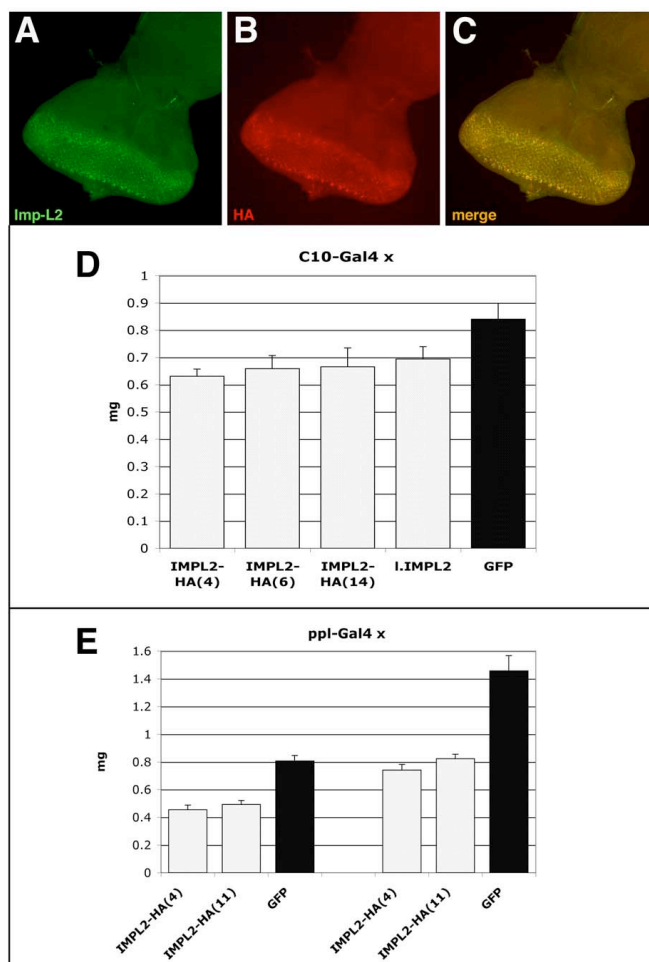 A
B
C
Imp-L2
HA
merge
D
C10-Gal4 x
1
0.9
0.8
0.7
0.6
0.5
0.4
0.3
0.2
0.1
0
mg
IMPL2-
HA(4)
IMPL2-
HA(6)
IMPL2-
HA(14)
l.IMPL2
GFP
E
ppl-Gal4 x
1.6
1.4
1.2
1
0.8
0.6
0.4
0.2
0
mg
IMPL2-HA(4)
IMPL2-HA(11)
GFP
IMPL2-HA(4)
IMPL2-HA(11)
GFP